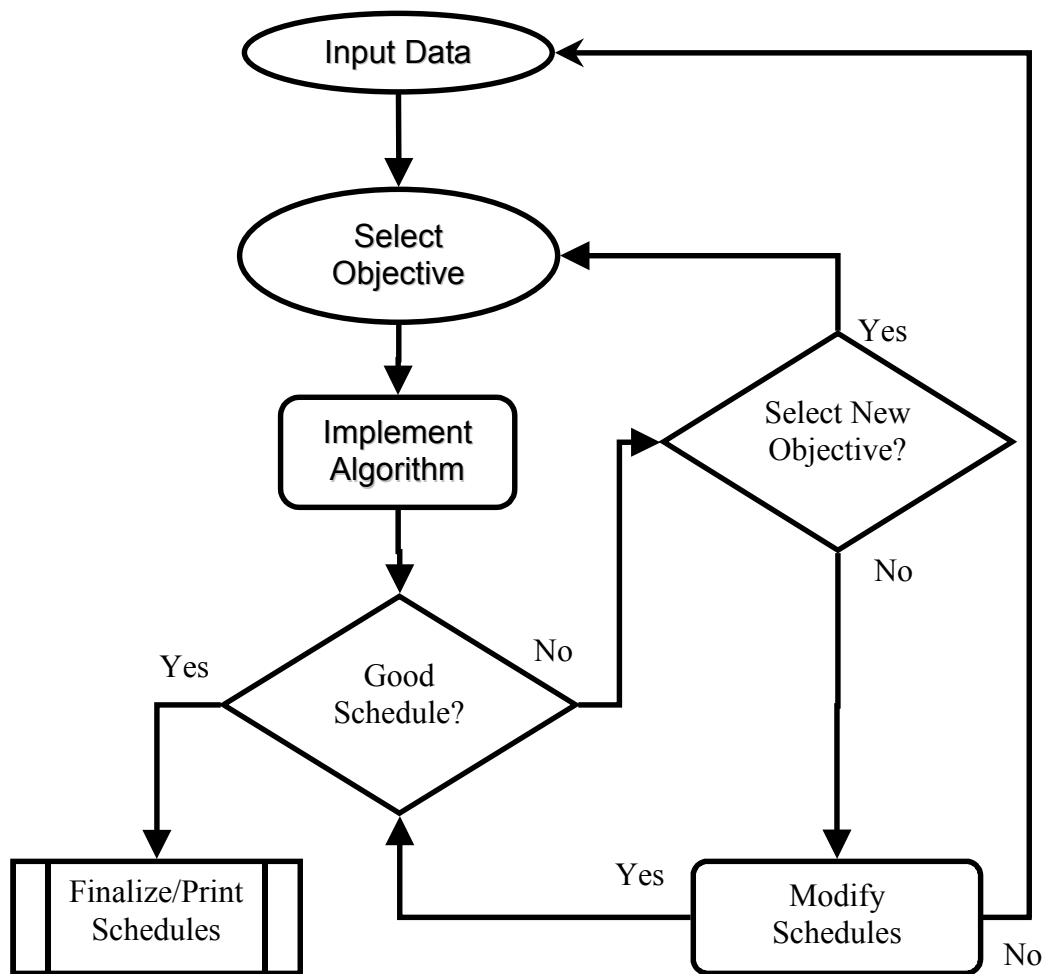 Input Data
Select
Objective
Yes
Implement
Algorithm
Select New
Objective?
No
Yes
No
Good
Schedule?
Yes
Finalize/Print
Schedules
Modify
Schedules
No